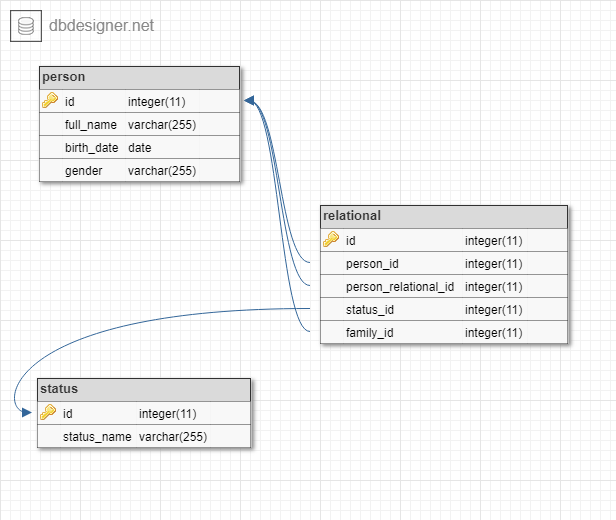 dbdesigner.net
person
id integer(11)
full_name varchar(255)
birth_date date
gender varchar(255)
relational
id integer(11)
person_id integer(11)
person_relational_id integer(11)
status_id integer(11)
family_id integer(11)
status
id integer(11)
status_name varchar(255)